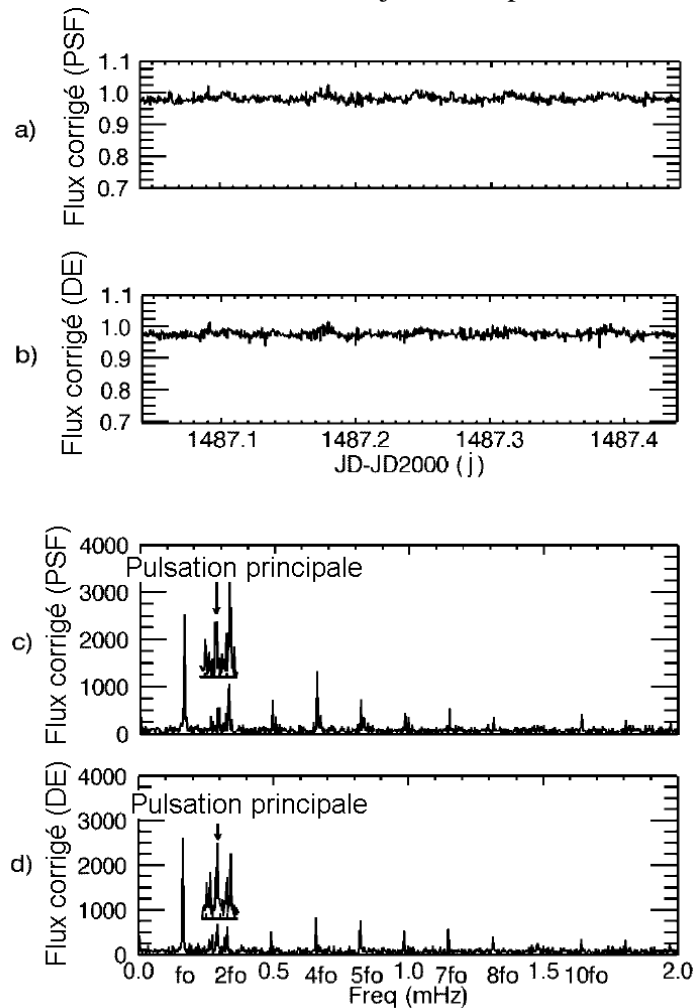 1.1
1.0
0.9
0.8
0.7
Flux corrigé (PSF)
a)
1.1
1.0
0.9
0.8
0.7
Flux corrigé (DE)
b)
1487.1 1487.2 1487.3 1487.4
JD-JD2000 (j)
4000
3000
2000
1000
0
Flux corrigé (PSF)
Pulsation principale
c)
4000
3000
2000
1000
0
Flux corrigé (DE)
Pulsation principale
d)
0.0 fo 2fo 0.5 4fo 5fo 1.0 7fo 8fo 1.5 10fo 2.0
Freq (mHz)